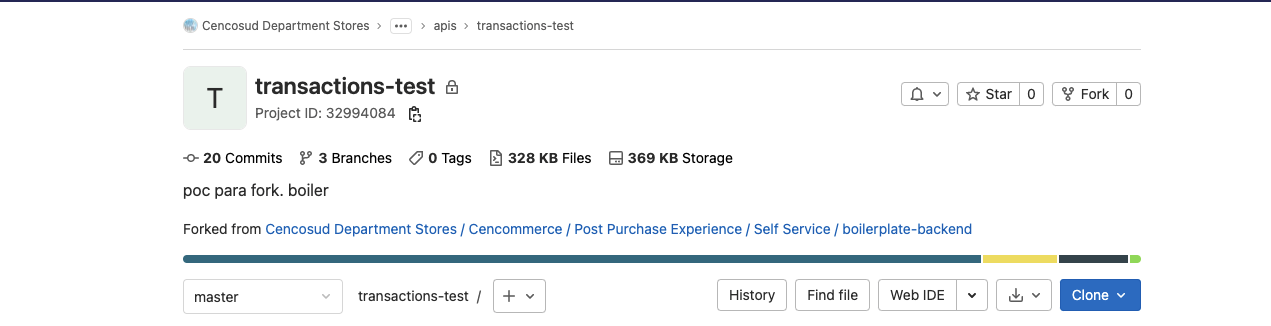 Cencosud Department Stores > ... > apis > transactions-test
T
transactions-test
Project ID: 32994084
Star 0
Fork 0
20 Commits 3 Branches 0 Tags 328 KB Files 369 KB Storage
poc para fork. boiler
Forked from Cencosud Department Stores / Cencommerce / Post Purchase Experience / Self Service / boilerplate-backend
master transactions-test / + History Find file Web IDE Clone